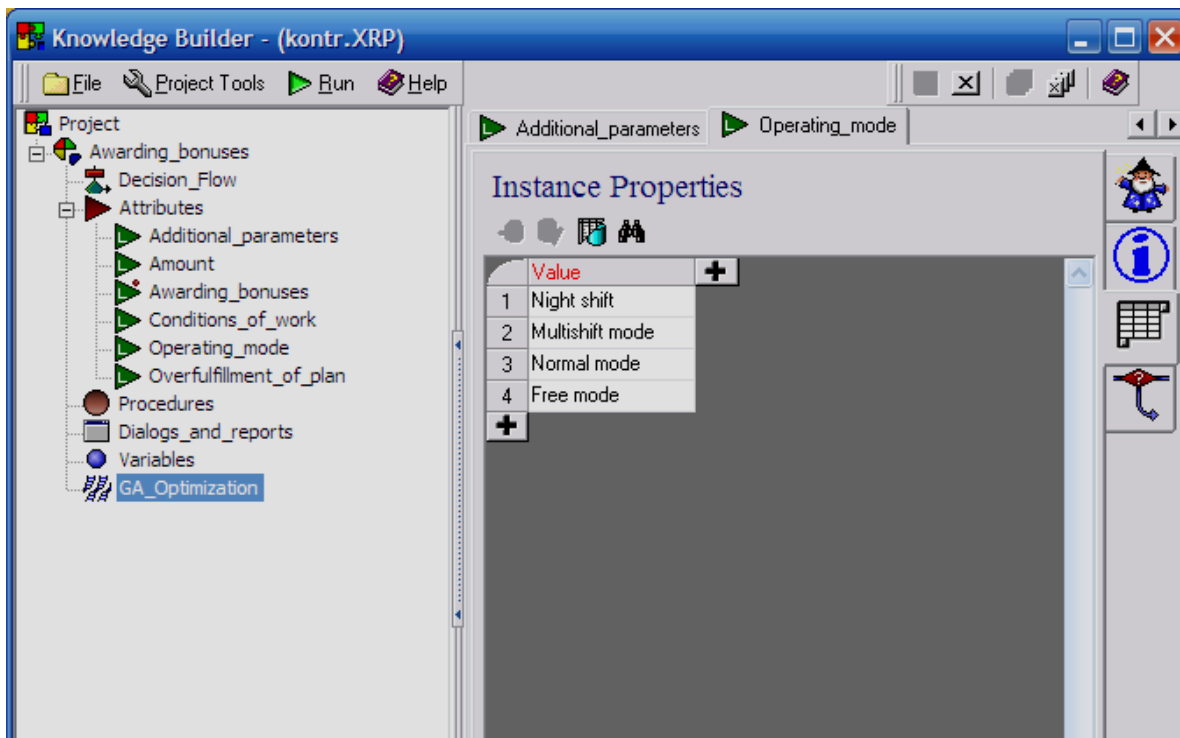 Knowledge Builder - (kontr.XRP)
File Project Tools Run Help
Project
Awarding_bonuses
Decision_Flow
Attributes
Additional_parameters
Amount
Awarding_bonuses
Conditions_of_work
Operating_mode
Overfulfillment_of_plan
Procedures
Dialogs_and_reports
Variables
GA_Optimization
Additional_parameters Operating_mode
Instance Properties
Value
1 Night shift
2 Multishift mode
3 Normal mode
4 Free mode